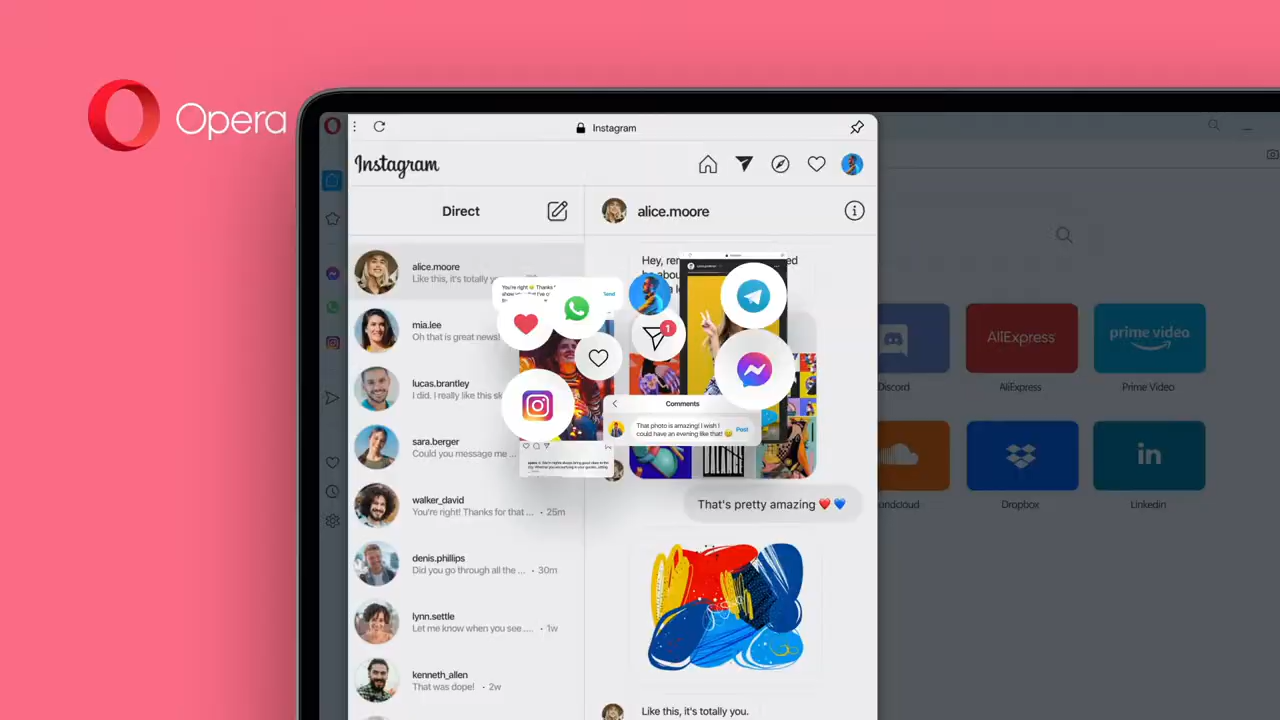 Opera
Instagram
Instagram
Direct
alice.moore
alice.moore
Like this, it's totally
mia.lee
Oh that is great news!
lucas.brantley
I did. I really like this
sara.berger
Could you message me ...
walker_david
You're right! Thanks for that ... · 25m
denis.phillips
Did you go through all the ... · 30m
lynn.settle
Let me know when you see .... · 1w
kenneth_allen
That was dope! · 2w
Hey,
You're right 😅 Thanks
Send
1
Comments
That photo is amazing! I wish I
could have an evening like that! 😉
Post
That's pretty amazing ❤️ 💙
Like this, it's totally you.
Discord
AliExpress
AliExpress
prime video
Prime Video
Dropbox
in
Linkedin